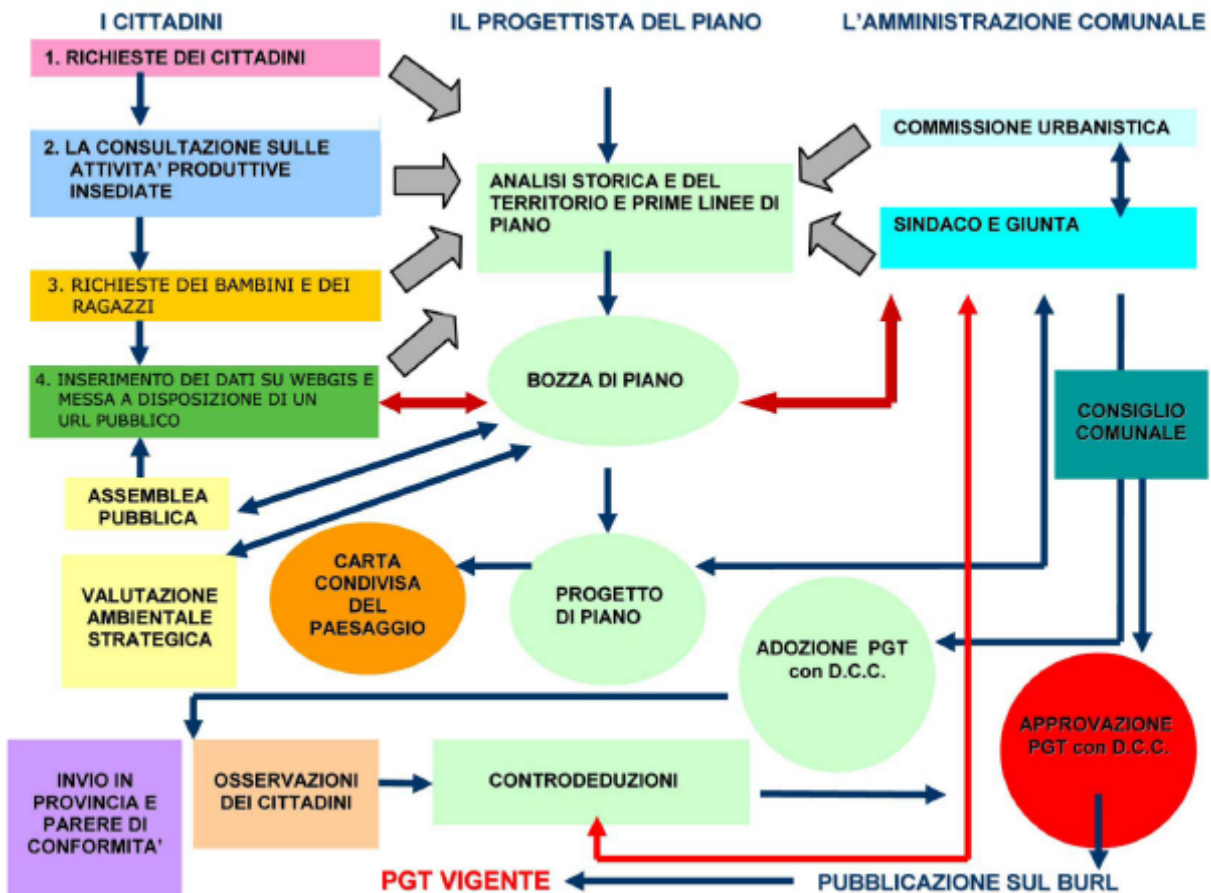 I CITTADINI
IL PROGETTISTA DEL PIANO
L'AMMINISTRAZIONE COMUNALE
1. RICHIESTE DEI CITTADINI
2. LA CONSULTAZIONE SULLE
ATTIVITA' PRODUTTIVE
INSEDIATE
3. RICHIESTE DEI BAMBINI E DEI
RAGAZZI
4. INSERIMENTO DEI DATI SU WEBGIS E
MESSA A DISPOSIZIONE DI UN
URL PUBBLICO
ASSEMBLEA
PUBBLICA
VALUTAZIONE
AMBIENTALE
STRATEGICA
ANALISI STORICA E DEL
TERRITORIO E PRIME LINEE DI
PIANO
BOZZA DI PIANO
CARTA
CONDIVISA
DEL
PAESAGGIO
PROGETTO
DI PIANO
COMMISSIONE URBANISTICA
SINDACO E GIUNTA
CONSIGLIO
COMUNALE
ADOZIONE PGT
con D.C.C.
APPROVAZIONE
PGT con D.C.C.
INVIO IN
PROVINCIA E
PARERE DI
CONFORMITA'
OSSERVAZIONI
DEI CITTADINI
CONTRODEDUZIONI
PGT VIGENTE
PUBBLICAZIONE SUL BURL